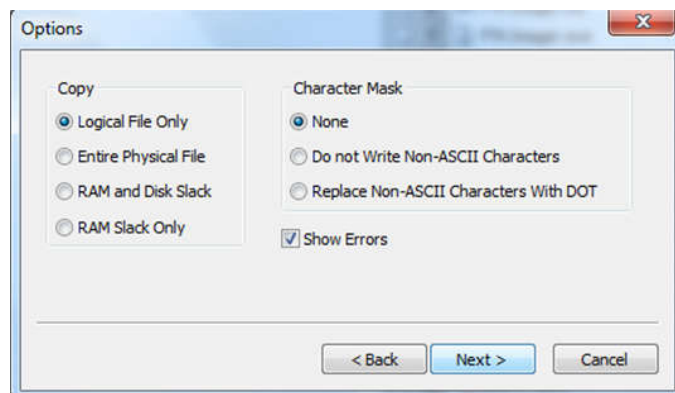 Options
Copy
Logical File Only
Entire Physical File
RAM and Disk Slack
RAM Slack Only
Character Mask
None
Do not Write Non-ASCII Characters
Replace Non-ASCII Characters With DOT
Show Errors
< Back
Next >
Cancel